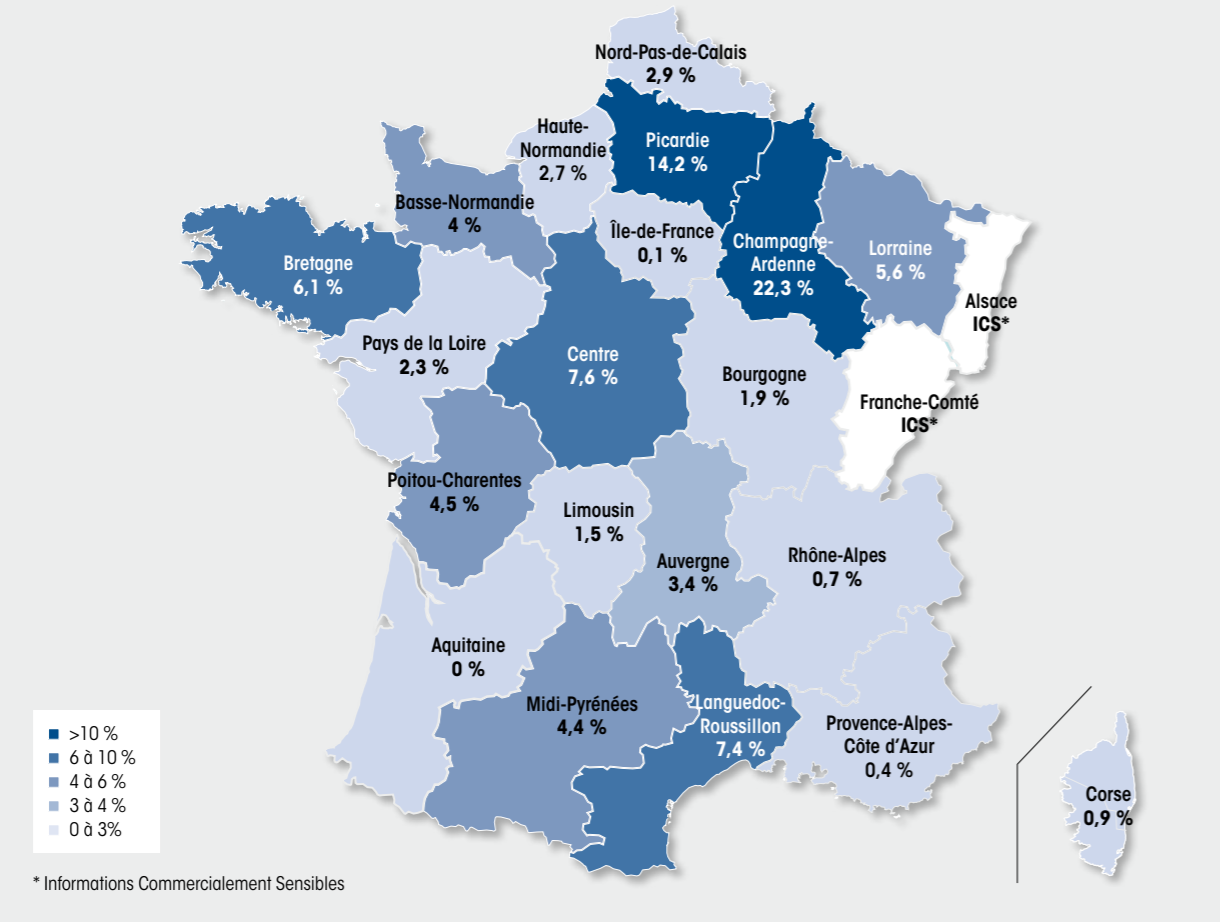 Nord-Pas-de-Calais
2,9 %
Haute-
Normandie
2,7 %
Picardie
14,2 %
Basse-Normandie
4 %
Île-de-France
0,1 %
Champagne-
Ardenne
22,3 %
Lorraine
5,6 %
Bretagne
6,1 %
Alsace
ICS*
Pays de la Loire
2,3 %
Centre
7,6 %
Bourgogne
1,9 %
Franche-Comté
ICS*
Poitou-Charentes
4,5 %
Limousin
1,5 %
Auvergne
3,4 %
Rhône-Alpes
0,7 %
Aquitaine
0 %
Midi-Pyrénées
4,4 %
Languedoc-
Roussillon
7,4 %
Provence-Alpes-
Côte d'Azur
0,4 %
Corse
0,9 %
>10 %
6 à 10 %
4 à 6 %
3 à 4 %
0 à 3%
* Informations Commercialement Sensibles